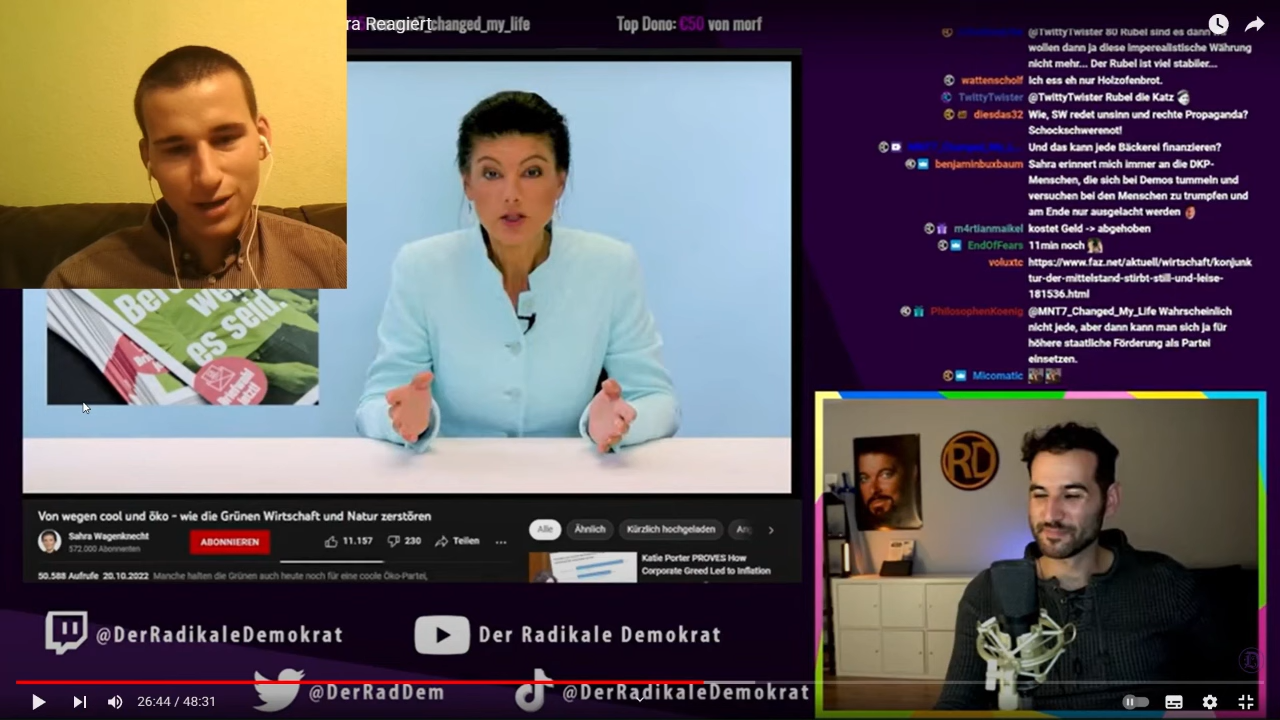 ra Reagiert
_changed_my_life
Top Dono: €50 von morf
@TwittyTwister 80 Rubel sind es dann
wollen dann ja diese imperealistische Währung
nicht mehr... Der Rubel ist viel stabiler...
wattenscholf Ich ess eh nur Holzofenbrot.
TwittyTwister @TwittyTwister Rubel die Katz
diesdas32 Wie, SW redet unsinn und rechte Propaganda?
Schockschwerenot!
Und das kann jede Bäckerei finanzieren?
benjaminbuxbaum Sahra erinnert mich immer an die DKP-
Menschen, die sich bei Demos tummeln und
versuchen bei den Menschen zu trumpfen und
am Ende nur ausgelacht werden
m4rtianmaikel kostet Geld -> abgehoben
EndOfFears 11min noch
voluxtc https://www.faz.net/aktuell/wirtschaft/konjunk
tur-der-mittelstand-stirbt-still-und-leise-
181536.html
PhilosophenKoenig @MNT7_Changed_My_Life Wahrscheinlich
nicht jede, aber dann kann man sich ja für
höhere staatliche Förderung als Partei
einsetzen.
Micomatic
es seid.
Briefwahl
jetzt!
RD
Von wegen cool und öko - wie die Grünen Wirtschaft und Natur zerstören
Sahra Wagenknecht
572.000 Abonnenten
ABONNIEREN
11.157
230
Teilen
Alle
Ähnlich
Kürzlich hochgeladen
50.588 Aufrufe 20.10.2022 Manche halten die Grünen auch heute noch für eine coole Öko-Partei,
Katie Porter PROVES How
Corporate Greed Led to Inflation
@DerRadikaleDemokrat
Der Radikale Demokrat
@DerRadDem
@DerRadikaleDemokrat
26:44 / 48:31